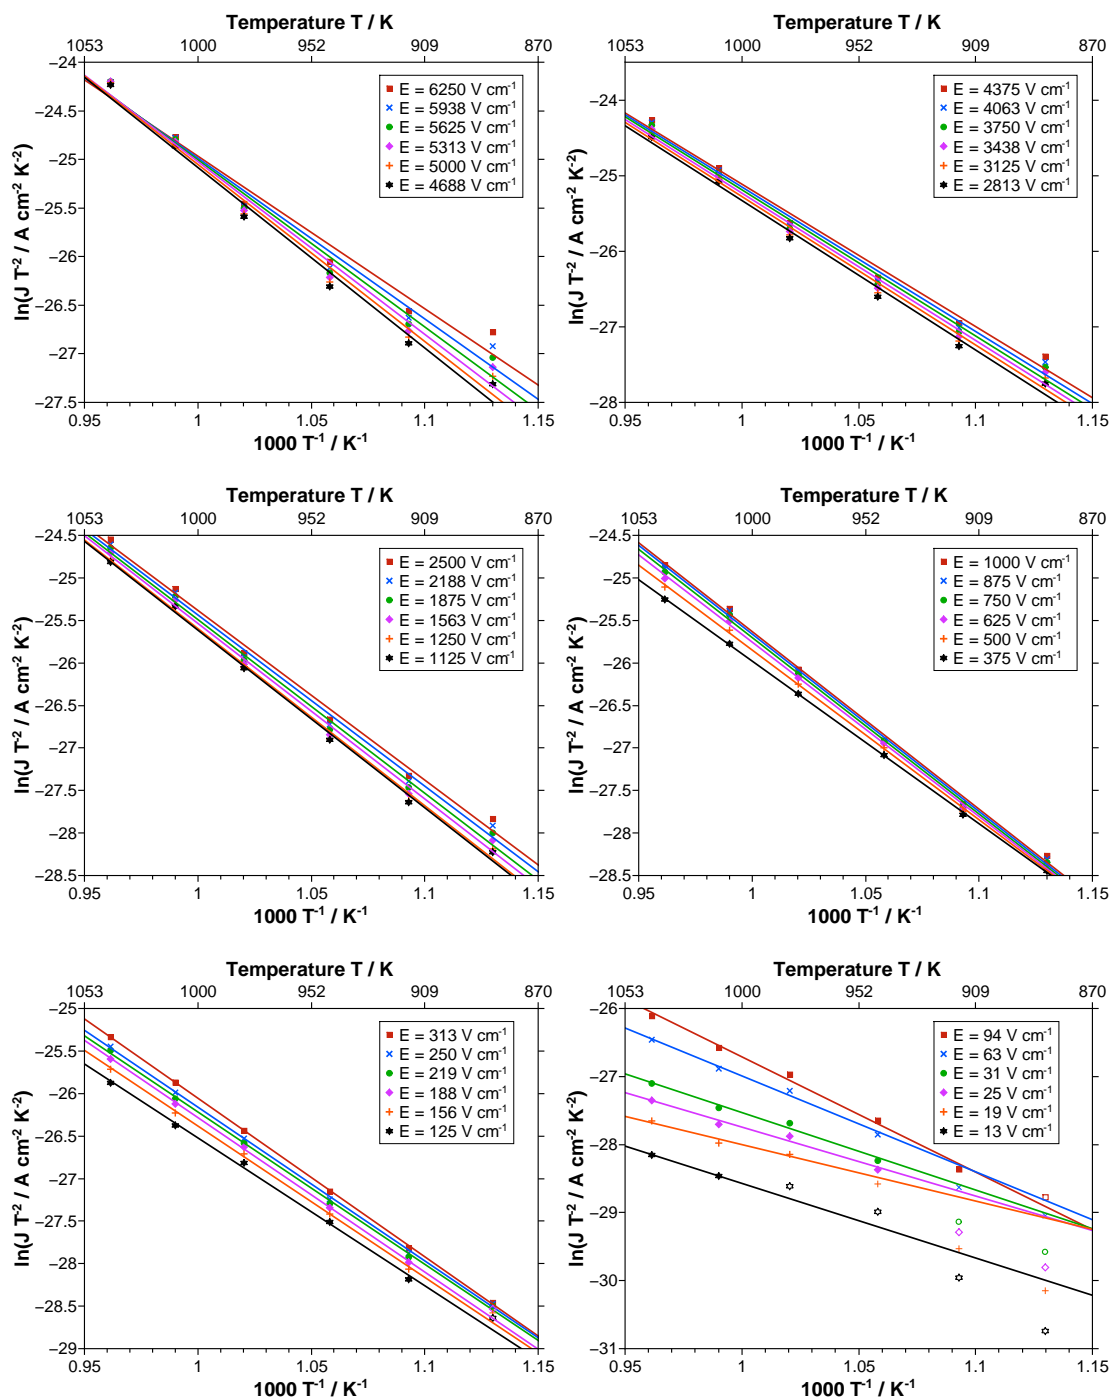 Temperature T / K
1053 1000 952 909 870
ln(J T⁻² / A cm⁻² K⁻²)
−24
−24.5
−25
−25.5
−26
−26.5
−27
−27.5
E = 6250 V cm⁻¹
E = 5938 V cm⁻¹
E = 5625 V cm⁻¹
E = 5313 V cm⁻¹
E = 5000 V cm⁻¹
E = 4688 V cm⁻¹
0.95 1 1.05 1.1 1.15
1000 T⁻¹ / K⁻¹
Temperature T / K
1053 1000 952 909 870
ln(J T⁻² / A cm⁻² K⁻²)
−24
−25
−26
−27
−28
E = 4375 V cm⁻¹
E = 4063 V cm⁻¹
E = 3750 V cm⁻¹
E = 3438 V cm⁻¹
E = 3125 V cm⁻¹
E = 2813 V cm⁻¹
0.95 1 1.05 1.1 1.15
1000 T⁻¹ / K⁻¹
Temperature T / K
1053 1000 952 909 870
ln(J T⁻² / A cm⁻² K⁻²)
−24.5
−25
−25.5
−26
−26.5
−27
−27.5
−28
−28.5
E = 2500 V cm⁻¹
E = 2188 V cm⁻¹
E = 1875 V cm⁻¹
E = 1563 V cm⁻¹
E = 1250 V cm⁻¹
E = 1125 V cm⁻¹
0.95 1 1.05 1.1 1.15
1000 T⁻¹ / K⁻¹
Temperature T / K
1053 1000 952 909 870
ln(J T⁻² / A cm⁻² K⁻²)
−24.5
−25
−25.5
−26
−26.5
−27
−27.5
−28
−28.5
E = 1000 V cm⁻¹
E = 875 V cm⁻¹
E = 750 V cm⁻¹
E = 625 V cm⁻¹
E = 500 V cm⁻¹
E = 375 V cm⁻¹
0.95 1 1.05 1.1 1.15
1000 T⁻¹ / K⁻¹
Temperature T / K
1053 1000 952 909 870
ln(J T⁻² / A cm⁻² K⁻²)
−25
−25.5
−26
−26.5
−27
−27.5
−28
−28.5
−29
E = 313 V cm⁻¹
E = 250 V cm⁻¹
E = 219 V cm⁻¹
E = 188 V cm⁻¹
E = 156 V cm⁻¹
E = 125 V cm⁻¹
0.95 1 1.05 1.1 1.15
1000 T⁻¹ / K⁻¹
Temperature T / K
1053 1000 952 909 870
ln(J T⁻² / A cm⁻² K⁻²)
−26
−27
−28
−29
−30
−31
E = 94 V cm⁻¹
E = 63 V cm⁻¹
E = 31 V cm⁻¹
E = 25 V cm⁻¹
E = 19 V cm⁻¹
E = 13 V cm⁻¹
0.95 1 1.05 1.1 1.15
1000 T⁻¹ / K⁻¹